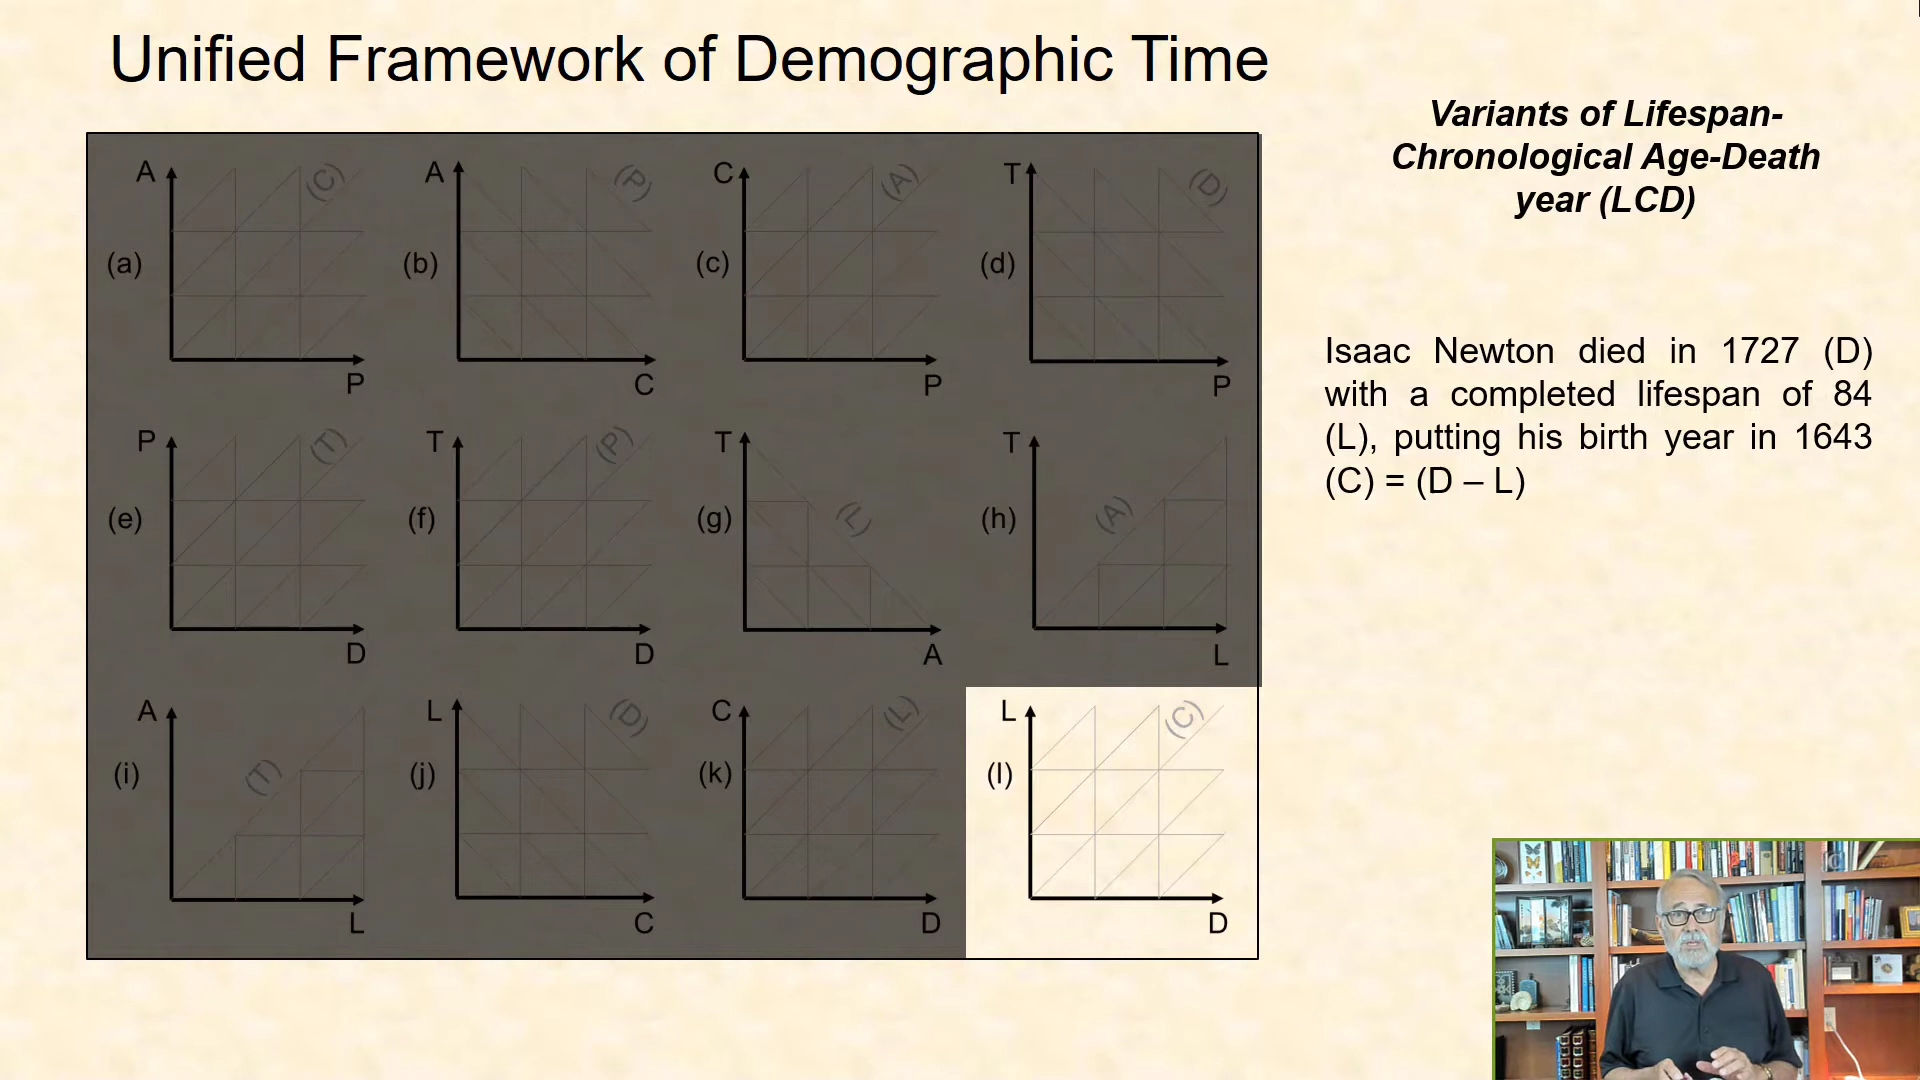 Unified Framework of Demographic Time
Variants of Lifespan-
Chronological Age-Death
year (LCD)
A (C) (a) P
A (P) (b) C
C (A) (c) P
T (D) (d) P
P (T) (e) D
T (P) (f) D
T (L) (g) A
T (A) (h) L
A (T) (i) L
L (D) (j) C
C (L) (k) D
L (C) (l) D
Isaac Newton died in 1727 (D)
with a completed lifespan of 84
(L), putting his birth year in 1643
(C) = (D – L)